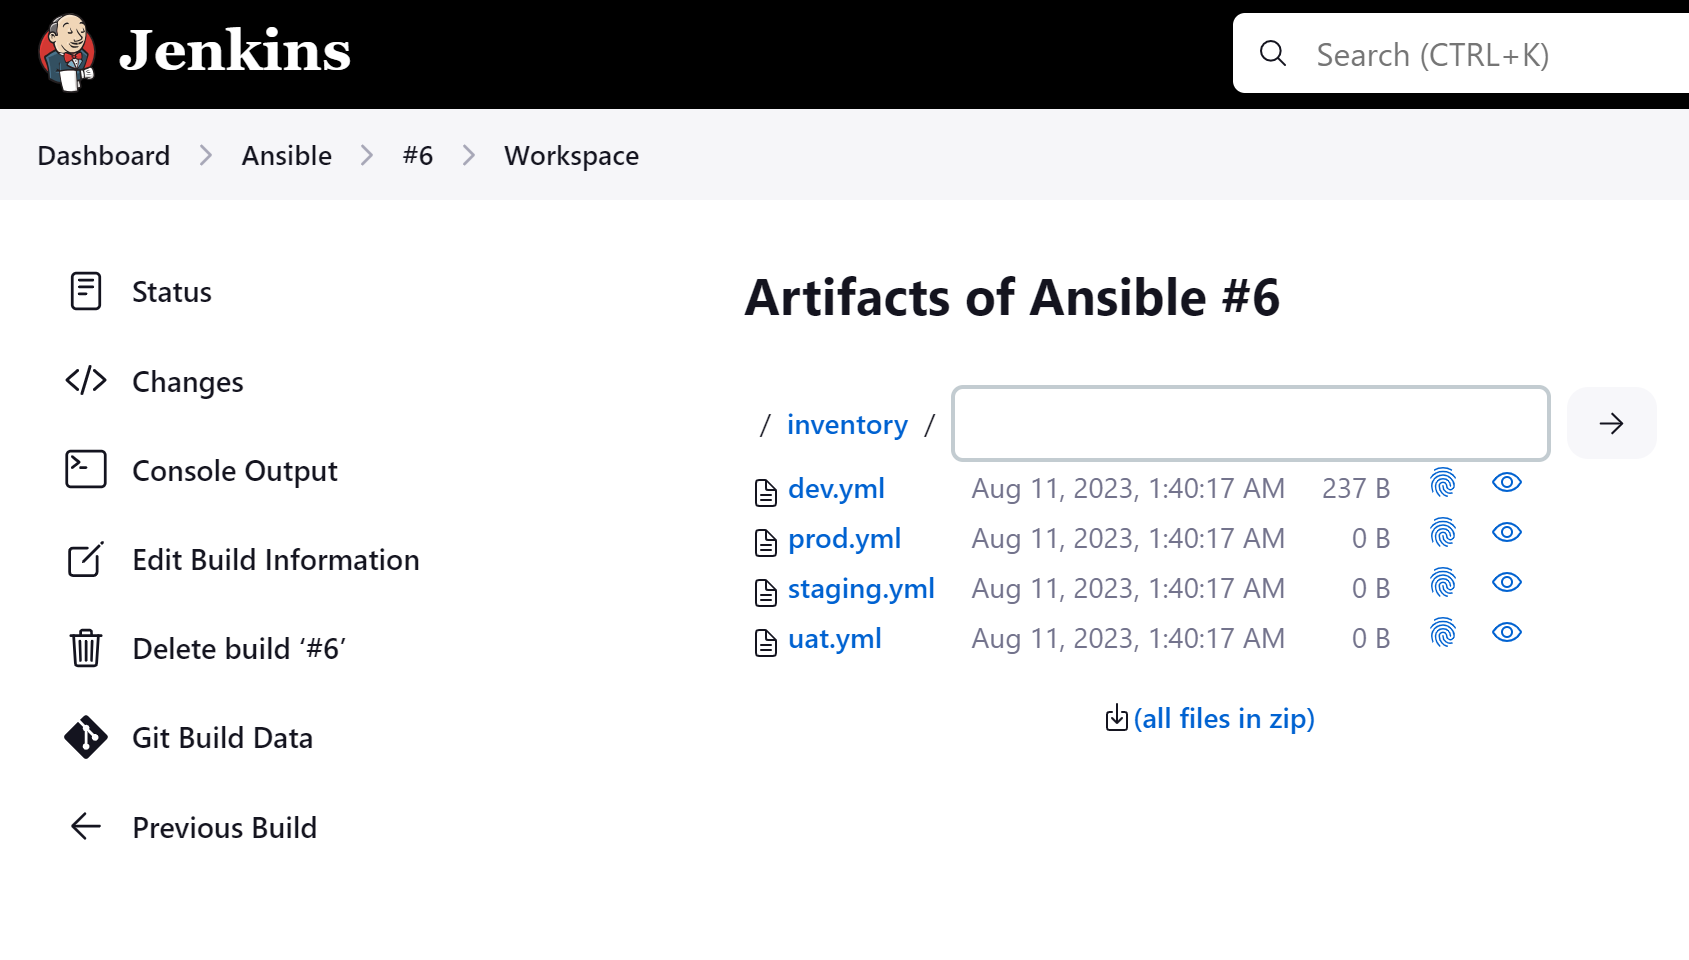 Jenkins
Search (CTRL+K)
Dashboard > Ansible > #6 > Workspace
Status
Changes
Console Output
Edit Build Information
Delete build ‘#6’
Git Build Data
Previous Build
Artifacts of Ansible #6
/ inventory /
dev.yml Aug 11, 2023, 1:40:17 AM 237 B
prod.yml Aug 11, 2023, 1:40:17 AM 0 B
staging.yml Aug 11, 2023, 1:40:17 AM 0 B
uat.yml Aug 11, 2023, 1:40:17 AM 0 B
(all files in zip)